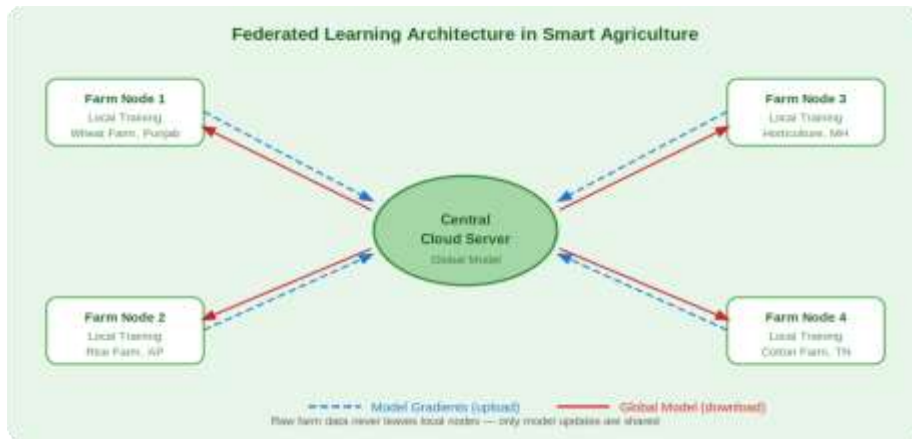 Federated Learning Architecture in Smart Agriculture
Farm Node 1
Local Training
Wheat Farm, Punjab
Farm Node 3
Local Training
Horticulture, MH
Central
Cloud Server
Global Model
Farm Node 2
Local Training
Rice Farm, AP
Farm Node 4
Local Training
Cotton Farm, TN
Model Gradients (upload)
Global Model (download)
Raw farm data never leaves local nodes — only model updates are shared